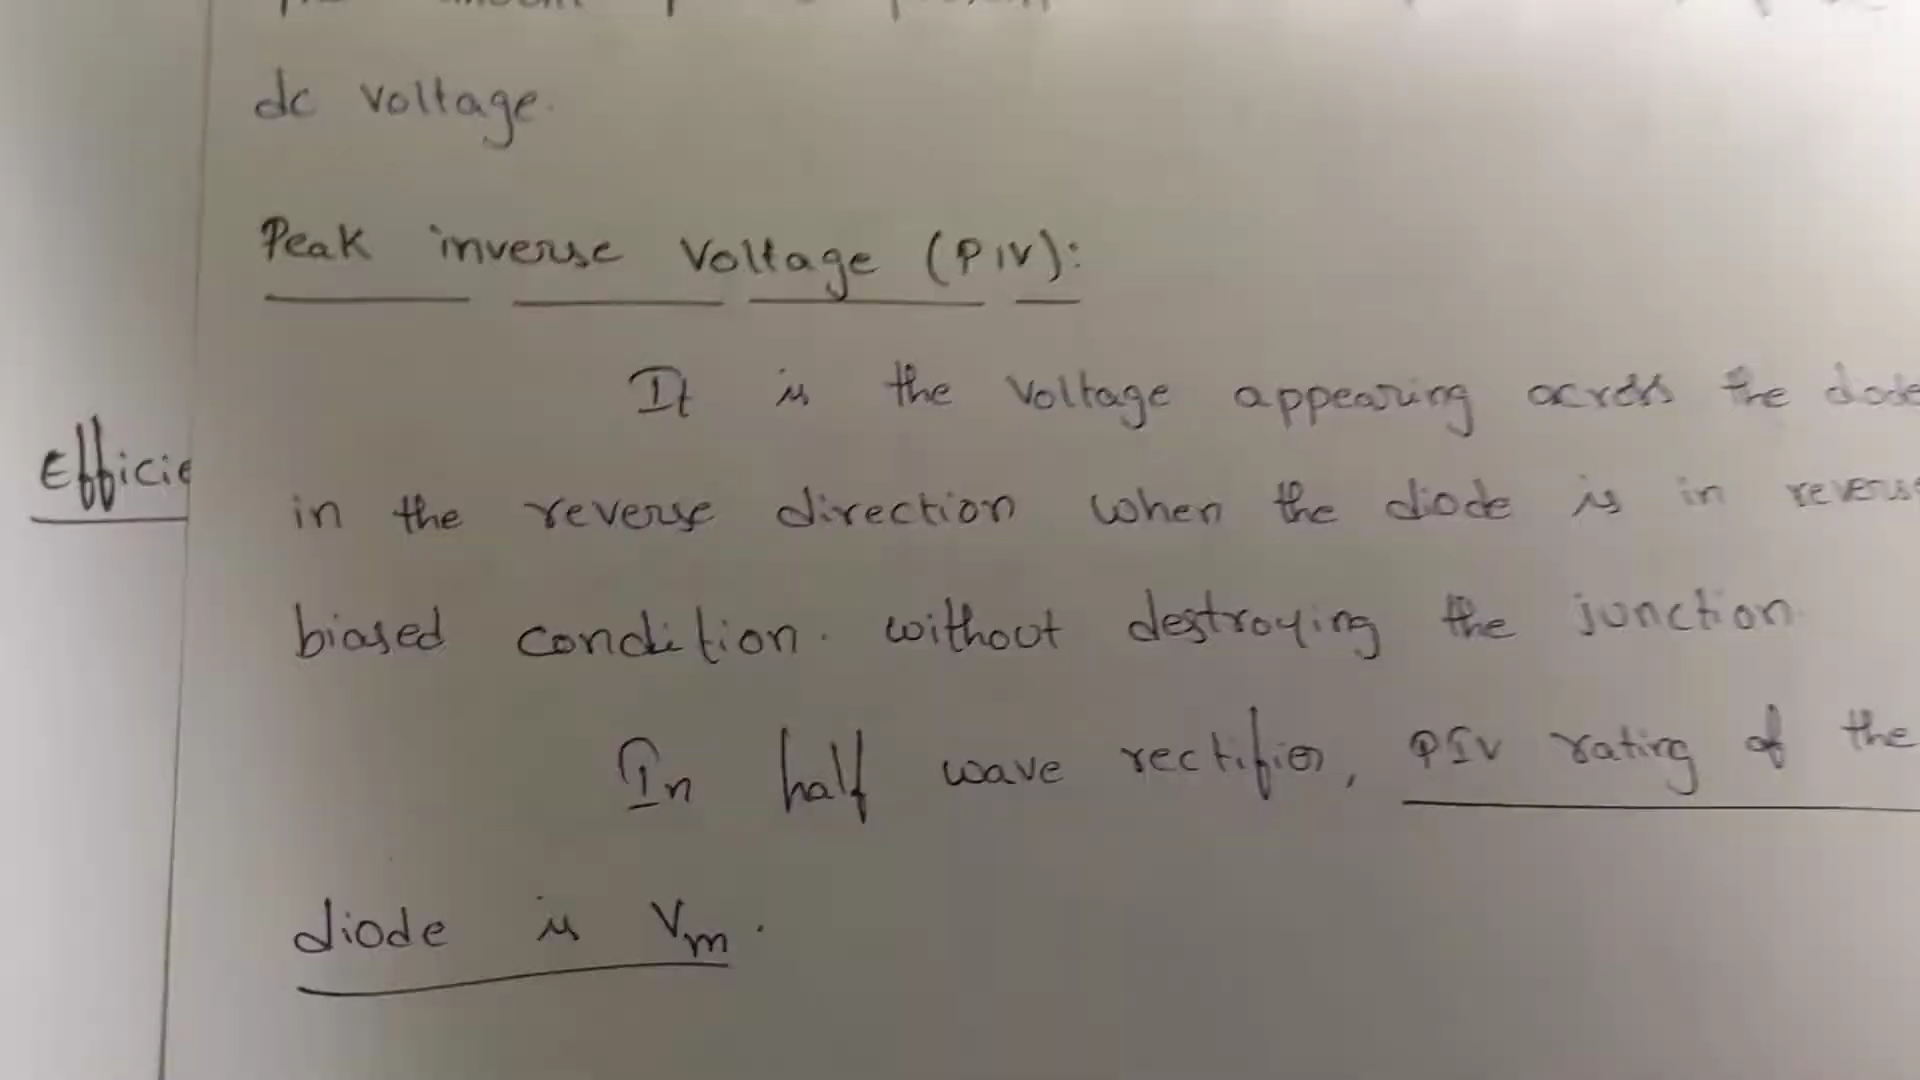 dc voltage.
Peak inverse Voltage (PIV):
It is the Voltage appearing across the diode
Efficie
in the reverse direction when the diode is in reverse
biased condition. without destroying the junction.
In half wave rectifier, PIV rating of the
diode is Vm.